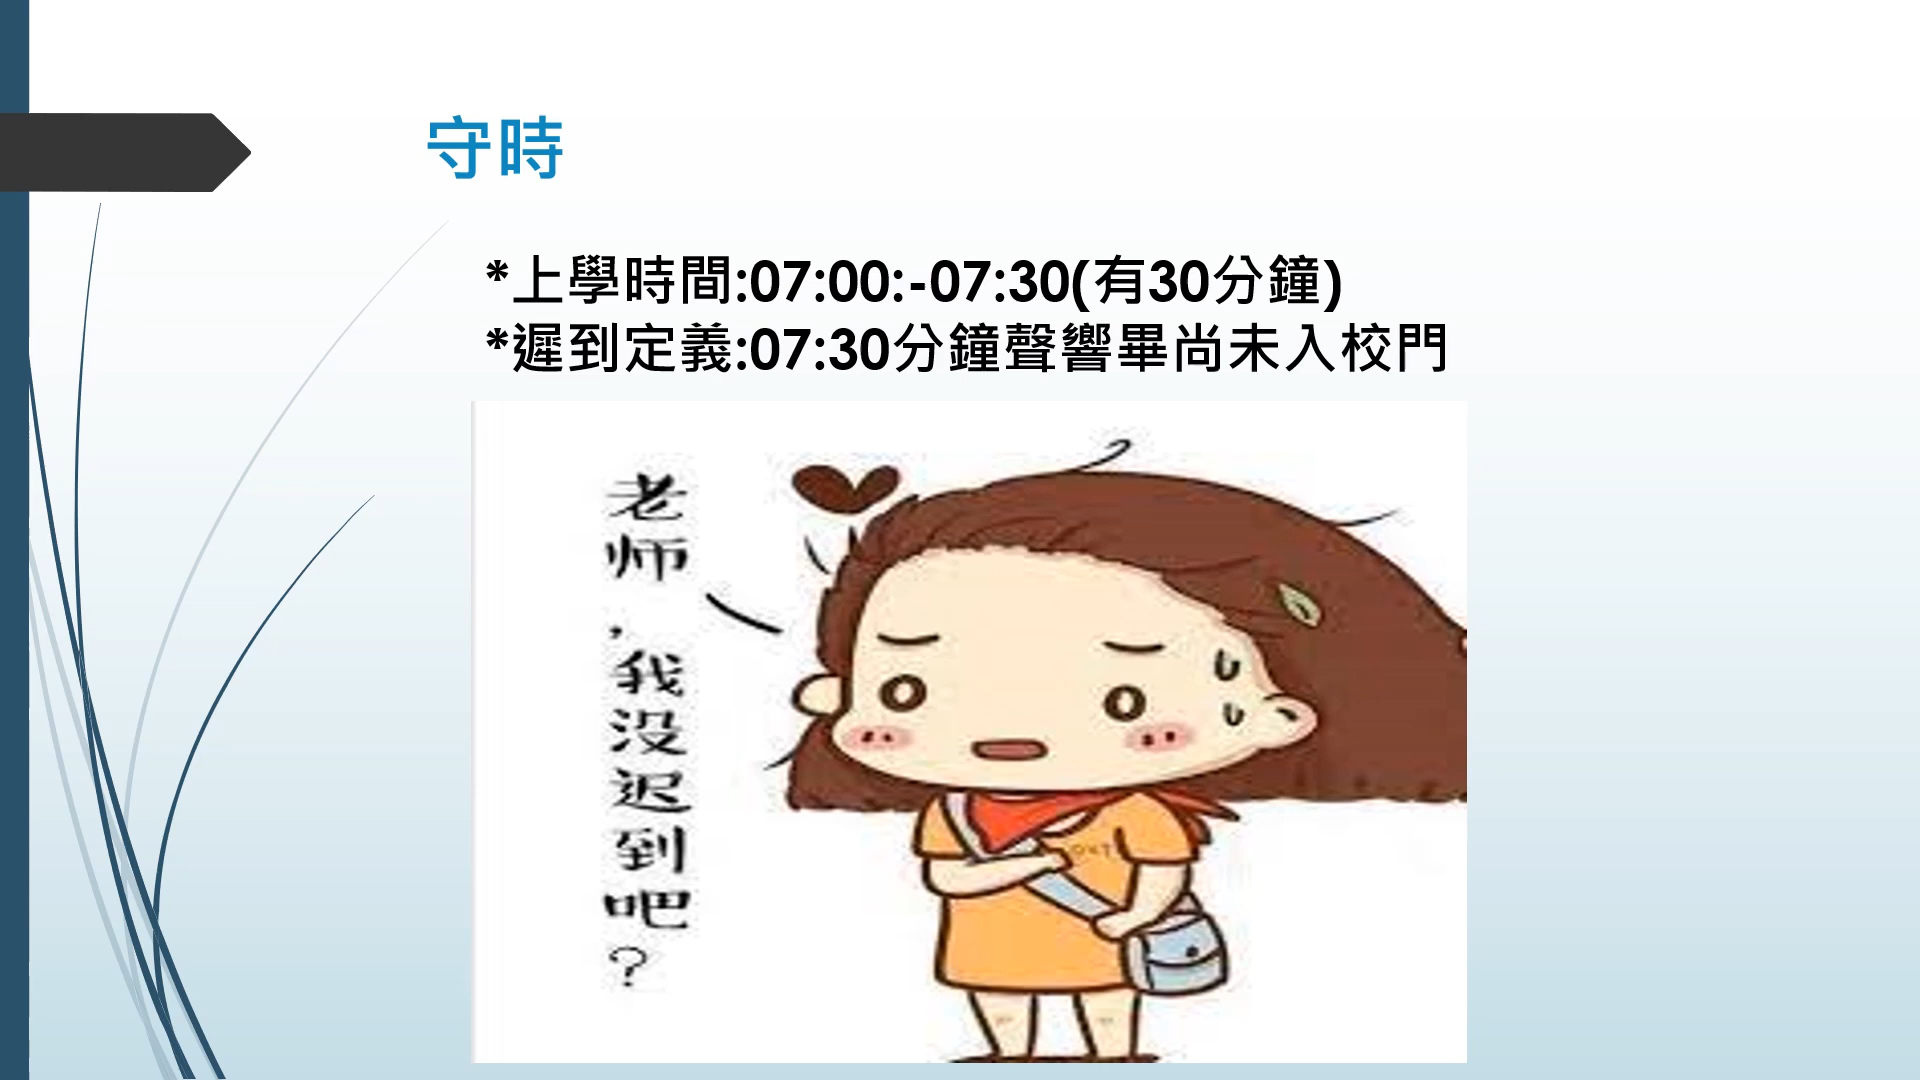 守時
*上學時間:07:00:-07:30(有30分鐘)
*遲到定義:07:30分鐘聲響畢尚未入校門
老师，我没迟到吧？